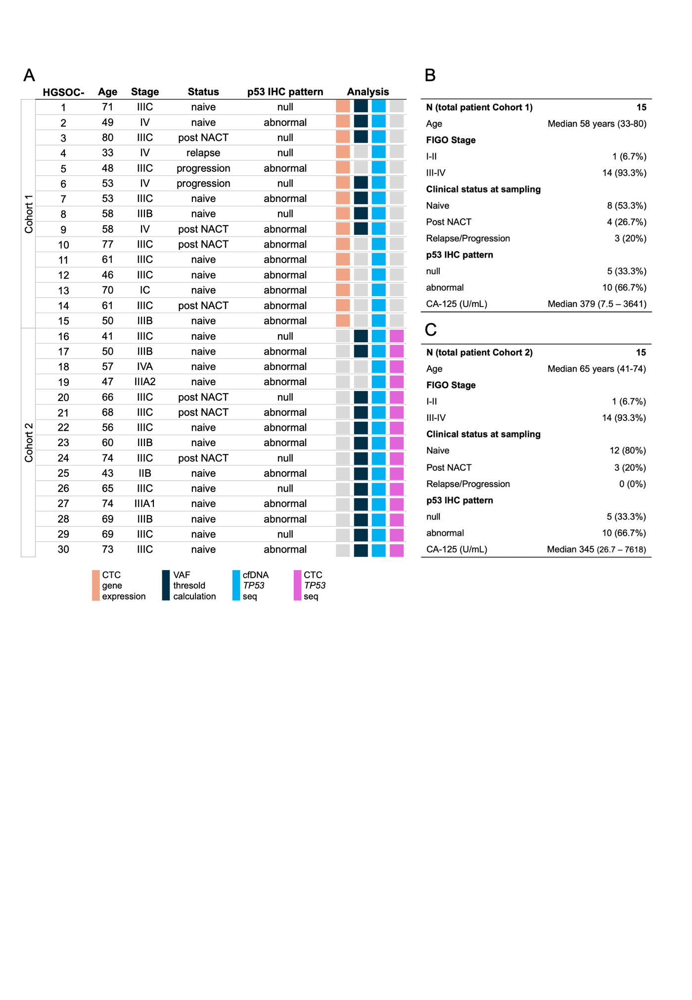 A
HGSOC- Age Stage Status p53 IHC pattern Analysis
Cohort 1
1 71 IIIC naive null
2 49 IV naive abnormal
3 80 IIIC post NACT null
4 33 IV relapse null
5 48 IIIC progression abnormal
6 53 IV progression null
7 53 IIIC naive abnormal
8 58 IIIB naive null
9 58 IV post NACT abnormal
10 77 IIIC post NACT abnormal
11 61 IIIC naive abnormal
12 46 IIIC naive abnormal
13 70 IC naive abnormal
14 61 IIIC post NACT abnormal
15 50 IIIB naive abnormal
Cohort 2
16 41 IIIC naive null
17 50 IIIB naive abnormal
18 57 IVA naive abnormal
19 47 IIIA2 naive abnormal
20 66 IIIC post NACT null
21 68 IIIC post NACT abnormal
22 56 IIIC naive abnormal
23 60 IIIB naive abnormal
24 74 IIIC post NACT null
25 43 IIB naive abnormal
26 65 IIIC naive null
27 74 IIIA1 naive abnormal
28 69 IIIB naive abnormal
29 69 IIIC naive null
30 73 IIIC naive abnormal
CTC
gene
expression
VAF
thresold
calculation
cfDNA
TP53
seq
CTC
TP53
seq
B
N (total patient Cohort 1) 15
Age Median 58 years (33-80)
FIGO Stage
I-II 1 (6.7%)
III-IV 14 (93.3%)
Clinical status at sampling
Naive 8 (53.3%)
Post NACT 4 (26.7%)
Relapse/Progression 3 (20%)
p53 IHC pattern
null 5 (33.3%)
abnormal 10 (66.7%)
CA-125 (U/mL) Median 379 (7.5 – 3641)
C
N (total patient Cohort 2) 15
Age Median 65 years (41-74)
FIGO Stage
I-II 1 (6.7%)
III-IV 14 (93.3%)
Clinical status at sampling
Naive 12 (80%)
Post NACT 3 (20%)
Relapse/Progression 0 (0%)
p53 IHC pattern
null 5 (33.3%)
abnormal 10 (66.7%)
CA-125 (U/mL) Median 345 (26.7 – 7618)